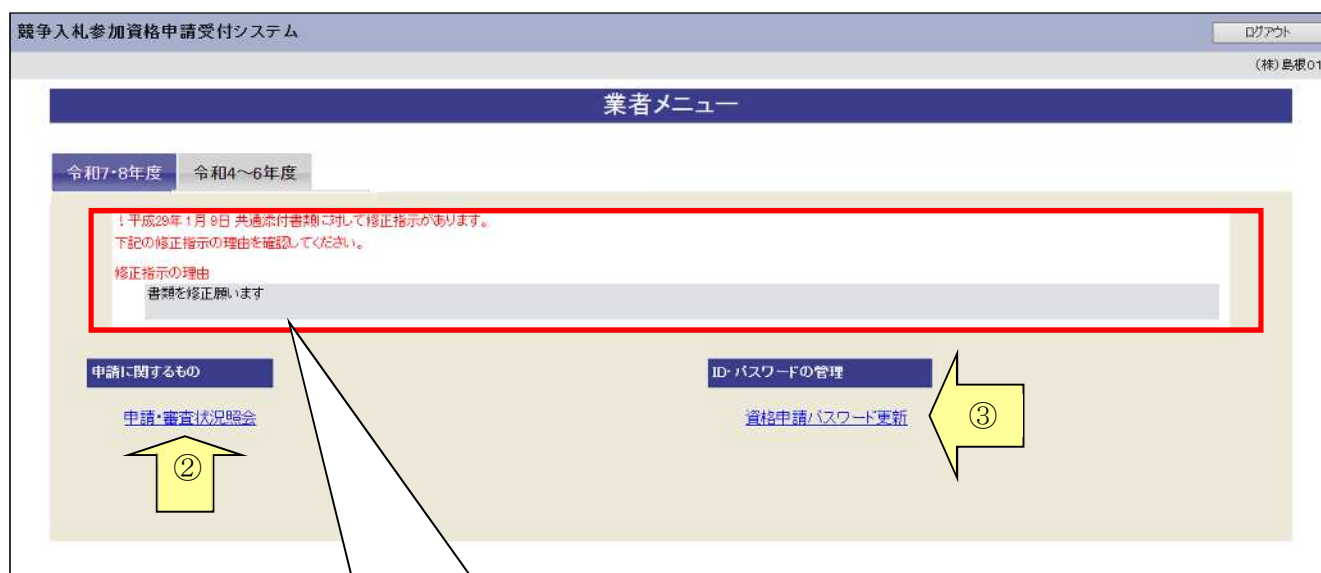 競争入札参加資格申請受付システム
ログアウト
(株)島根01
業者メニュー
令和7・8年度
令和4～6年度
！平成29年1月9日 共通添付書類に対して修正指示があります。
下記の修正指示の理由を確認してください。
修正指示の理由
書類を修正願います
申請に関するもの
ID・パスワードの管理
申請・審査状況照会
資格申請パスワード更新
③
②